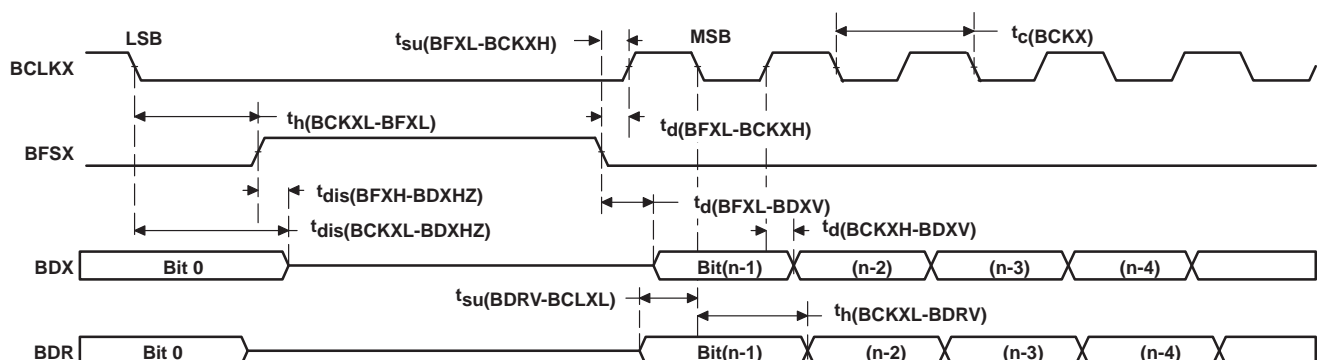 LSB
tsu(BFXL-BCKXH)
MSB
tc(BCKX)
BCLKX
th(BCKXL-BFXL)
td(BFXL-BCKXH)
BFSX
tdis(BFXH-BDXHZ)
td(BFXL-BDXV)
tdis(BCKXL-BDXHZ)
td(BCKXH-BDXV)
BDX
Bit 0
Bit(n-1)
(n-2)
(n-3)
(n-4)
tsu(BDRV-BCLXL)
th(BCKXL-BDRV)
BDR
Bit 0
Bit(n-1)
(n-2)
(n-3)
(n-4)